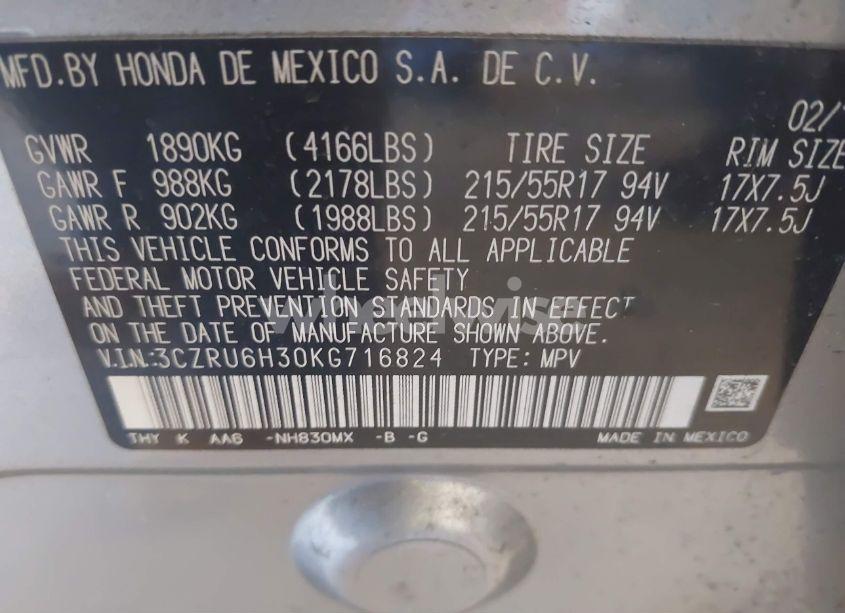 MFD.BY HONDA DE MEXICO S.A. DE C.V.
02/1
GVWR 1890KG (4166LBS) TIRE SIZE RIM SIZE
GAWR F 988KG (2178LBS) 215/55R17 94V 17X7.5J
GAWR R 902KG (1988LBS) 215/55R17 94V 17X7.5J
THIS VEHICLE CONFORMS TO ALL APPLICABLE
FEDERAL MOTOR VEHICLE SAFETY
AND THEFT PREVENTION STANDARDS IN EFFECT
ON THE DATE OF MANUFACTURE SHOWN ABOVE.
V.I.N:3CZRU6H30KG716824 TYPE: MPV
THY K AA6 -NH830MX -B -G MADE IN MEXICO
wheelwise